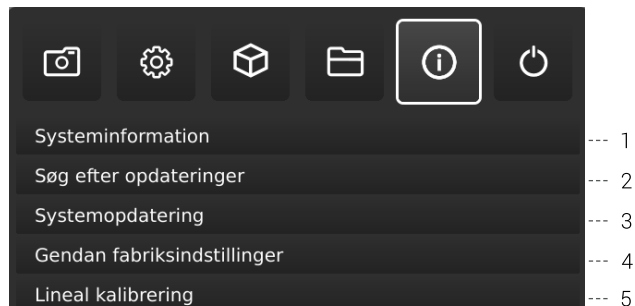 Systeminformation --- 1
Søg efter opdateringer --- 2
Systemopdatering --- 3
Gendan fabriksindstillinger --- 4
Lineal kalibrering --- 5